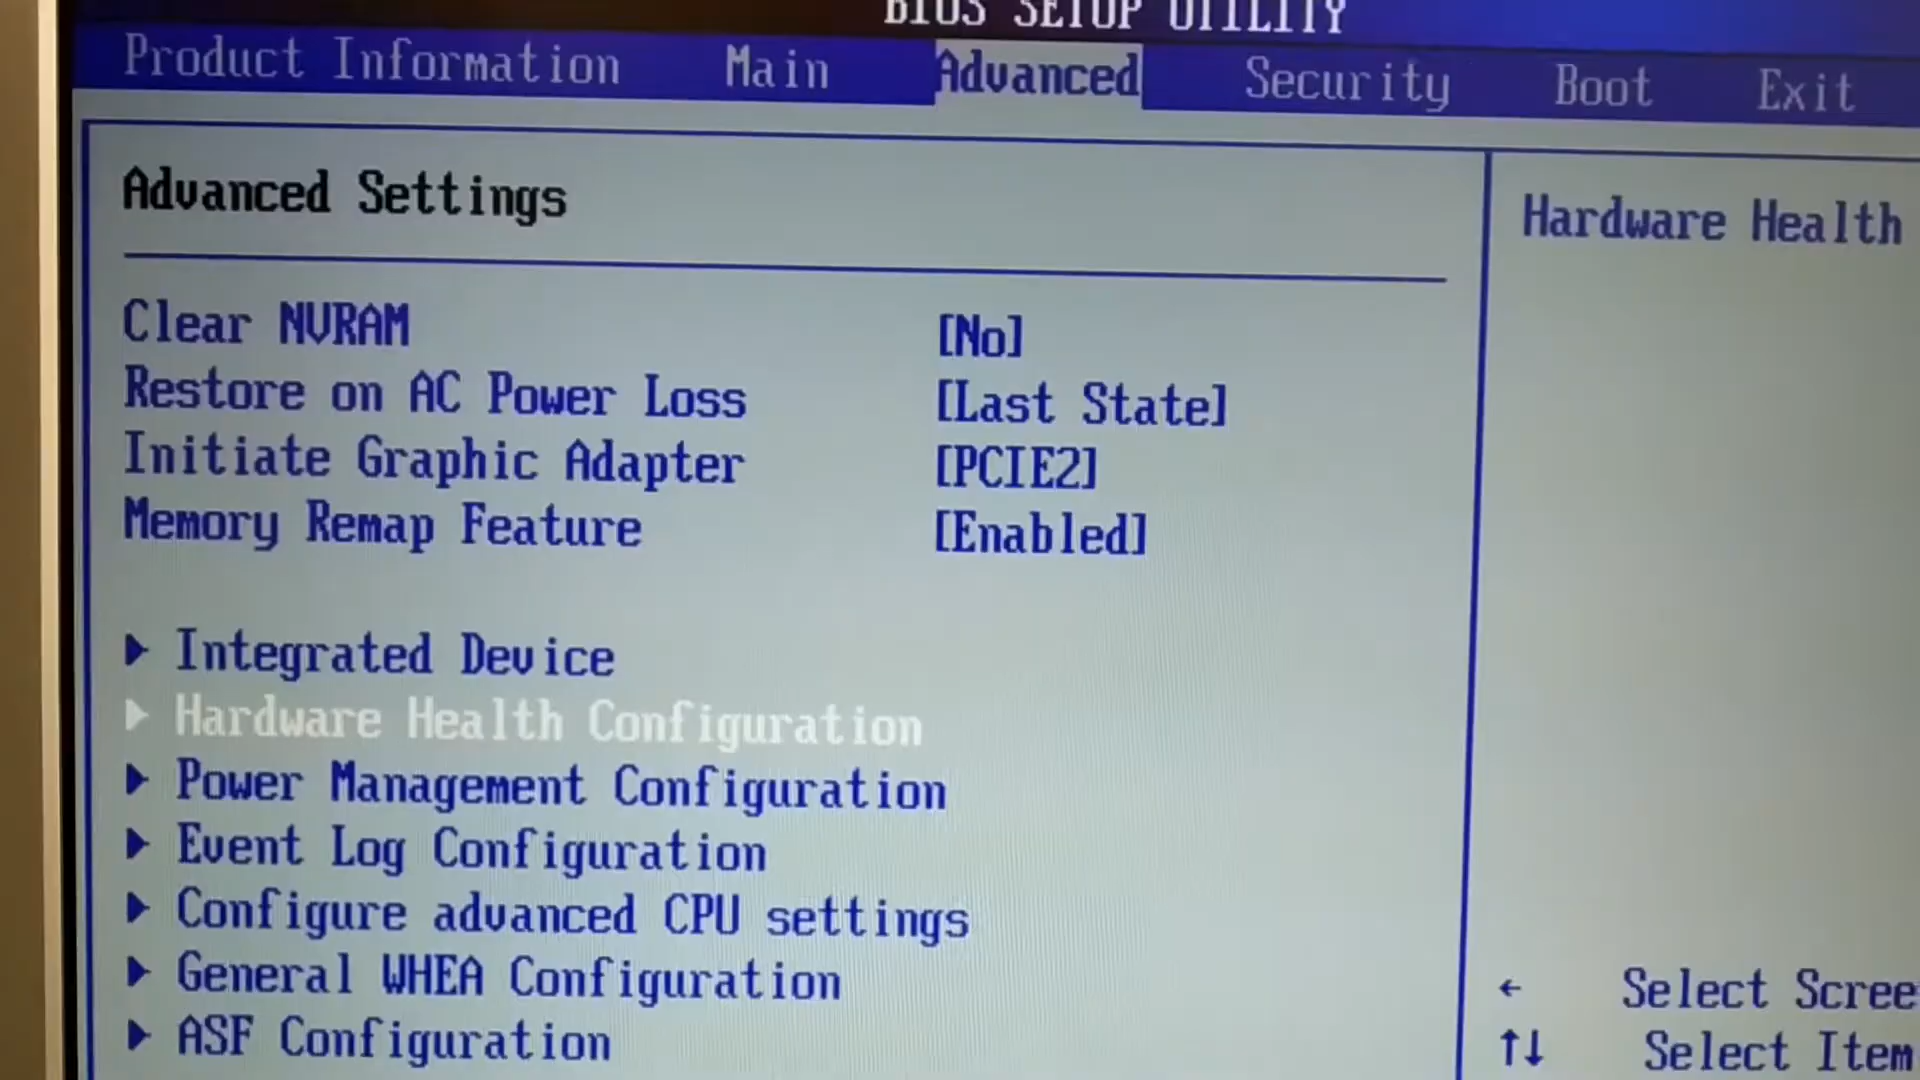 BIOS SETUP UTILITY
Product Information Main Advanced Security Boot Exit
Advanced Settings
Hardware Health
Clear NVRAM [No]
Restore on AC Power Loss [Last State]
Initiate Graphic Adapter [PCIE2]
Memory Remap Feature [Enabled]
Integrated Device
Hardware Health Configuration
Power Management Configuration
Event Log Configuration
Configure advanced CPU settings
General WHEA Configuration
ASF Configuration
← Select Scree
↑↓ Select Item